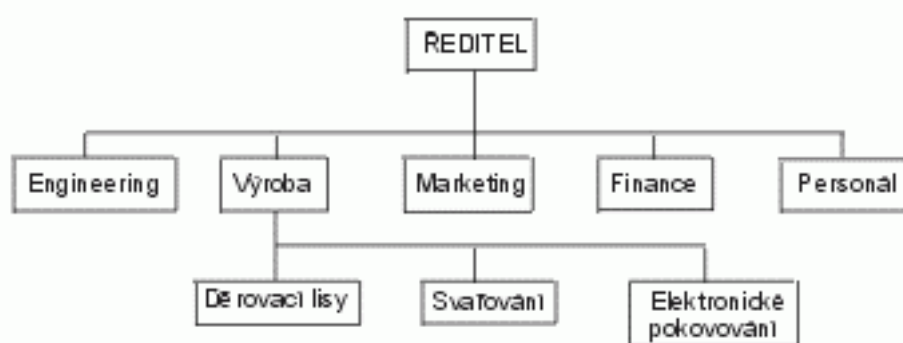 ŘEDITEL
Engineering
Výroba
Marketing
Finance
Personál
Děrovací lisy
Svařování
Elektronické
pokovování